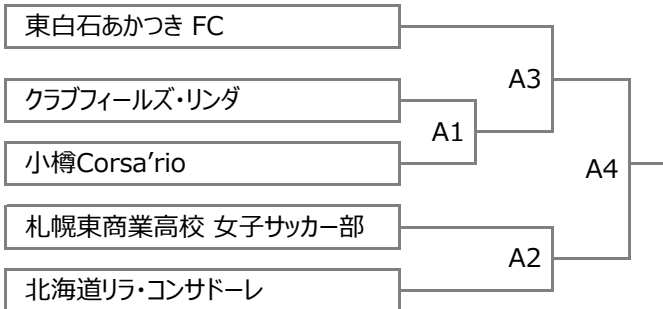 東白石あかつき FC
A3
クラブフィールズ・リンダ
A1
小樽Corsa’rio
A4
札幌東商業高校 女子サッカー部
A2
北海道リラ・コンサドーレ